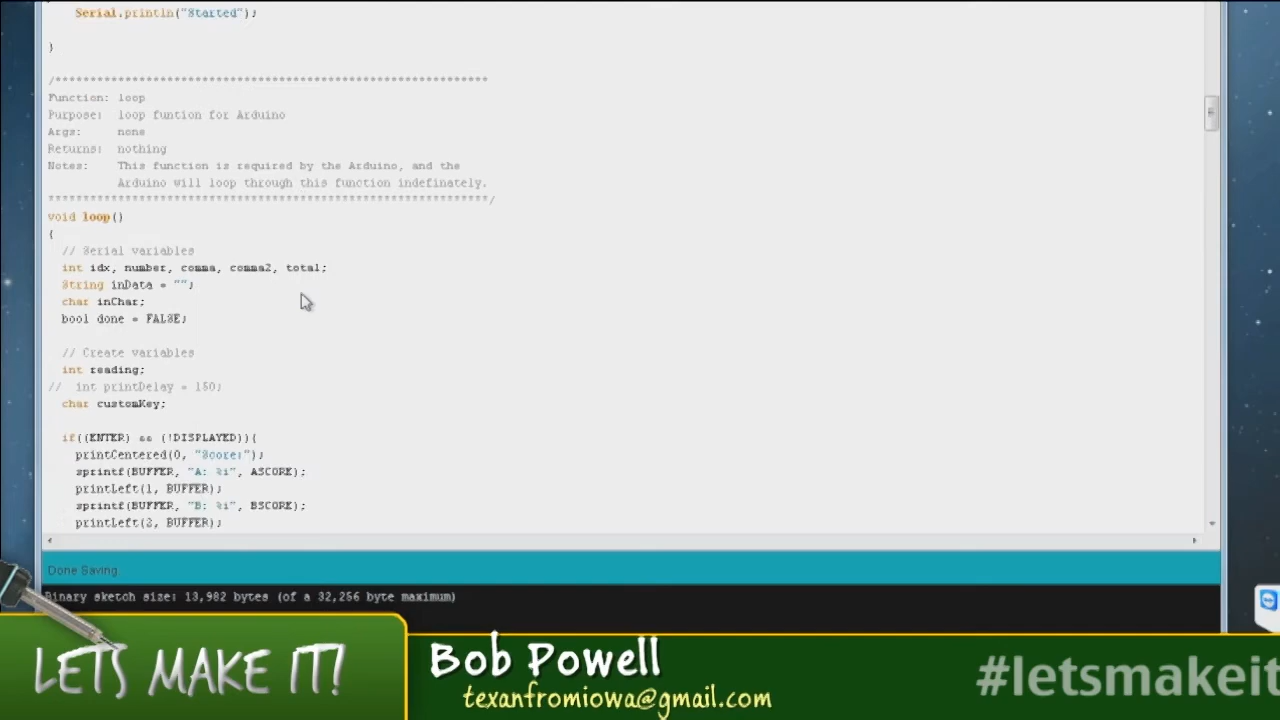 Serial.println("Started");
}
/**************************************************************
Function: loop
Purpose: loop funtion for Arduino
Args: none
Returns: nothing
Notes: This function is required by the Arduino, and the
Arduino will loop through this function indefinately.
***************************************************************/
void loop()
{
// Serial variables
int idx, number, comma, comma2, total;
String inData = "";
char inChar;
bool done = FALSE;
// Create variables
int reading;
// int printDelay = 150;
char customKey;
if((ENTER) && (!DISPLAYED)){
printCentered(0, "Score:");
sprintf(BUFFER, "A: %i", ASCORE);
printLeft(1, BUFFER);
sprintf(BUFFER, "B: %i", BSCORE);
printLeft(2, BUFFER);
Done Saving.
Binary sketch size: 13,982 bytes (of a 32,256 byte maximum)
LETS MAKE IT!
Bob Powell
texanfromiowa@gmail.com
#letsmakeit